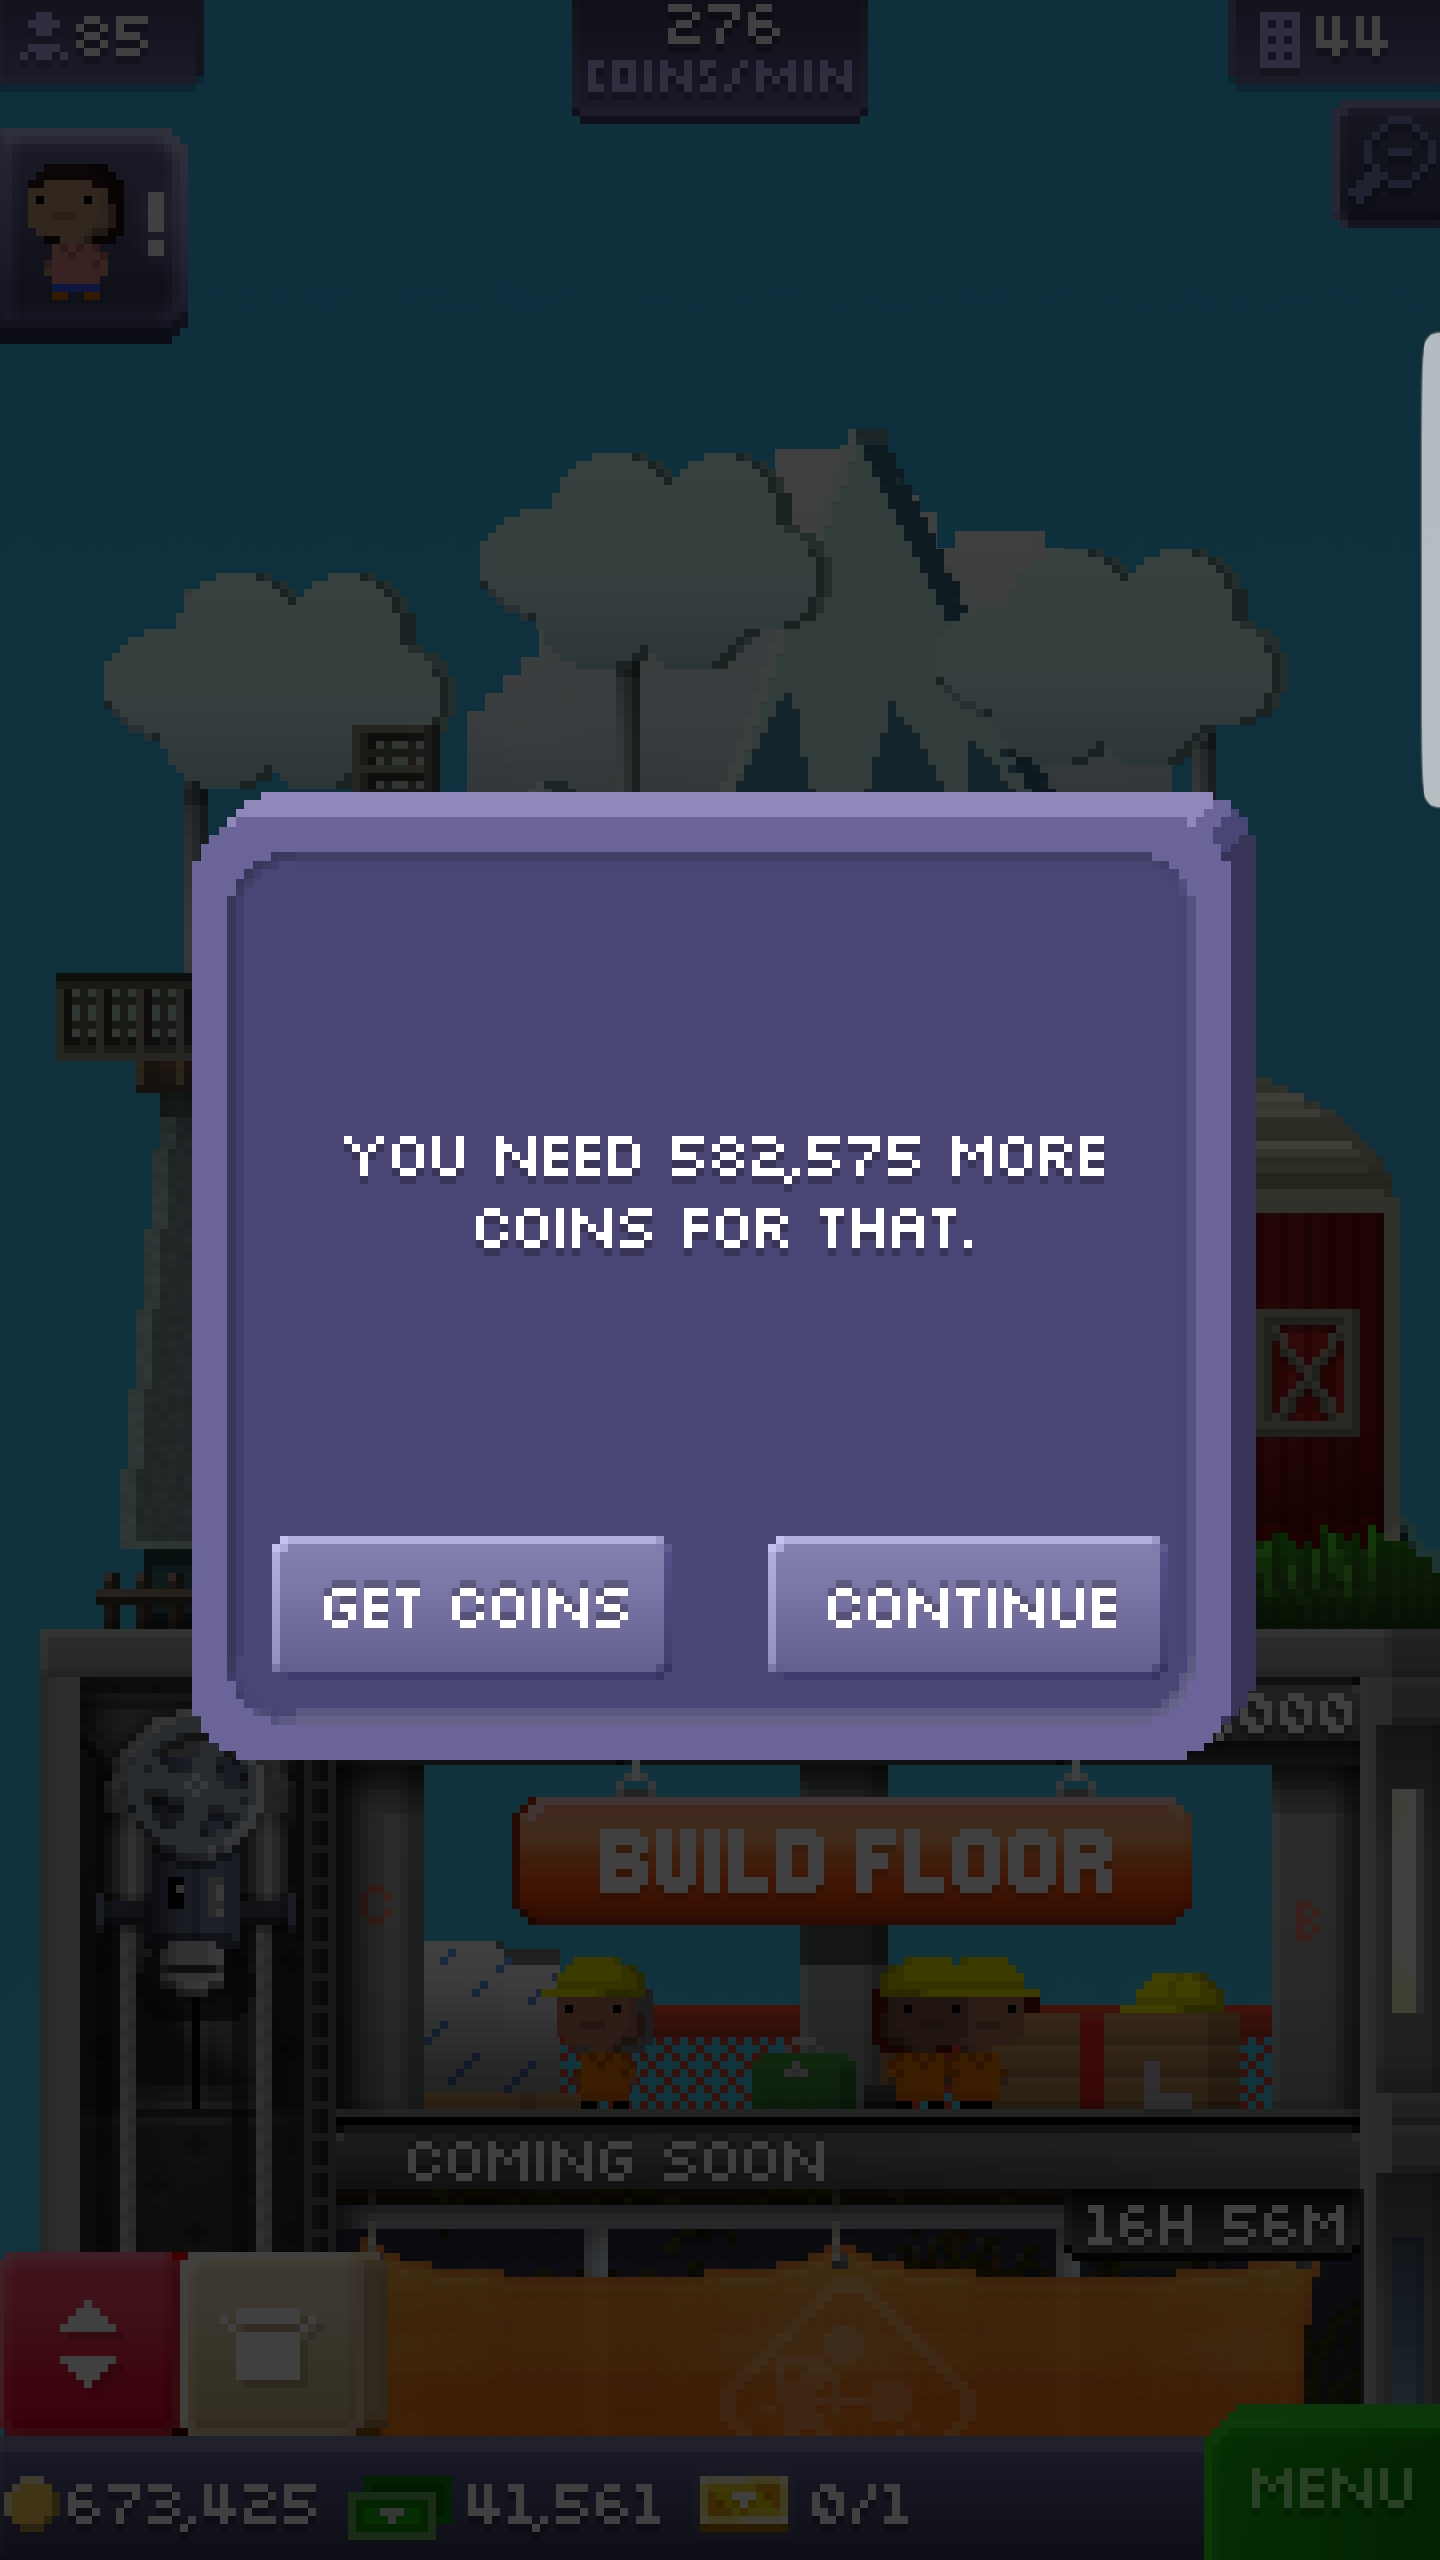 85
276
COINS/MIN
44
!
YOU NEED 582,575 MORE
COINS FOR THAT.
GET COINS
CONTINUE
,000
BUILD FLOOR
C
B
COMING SOON
16H 56M
673,425
41,561
0/1
MENU